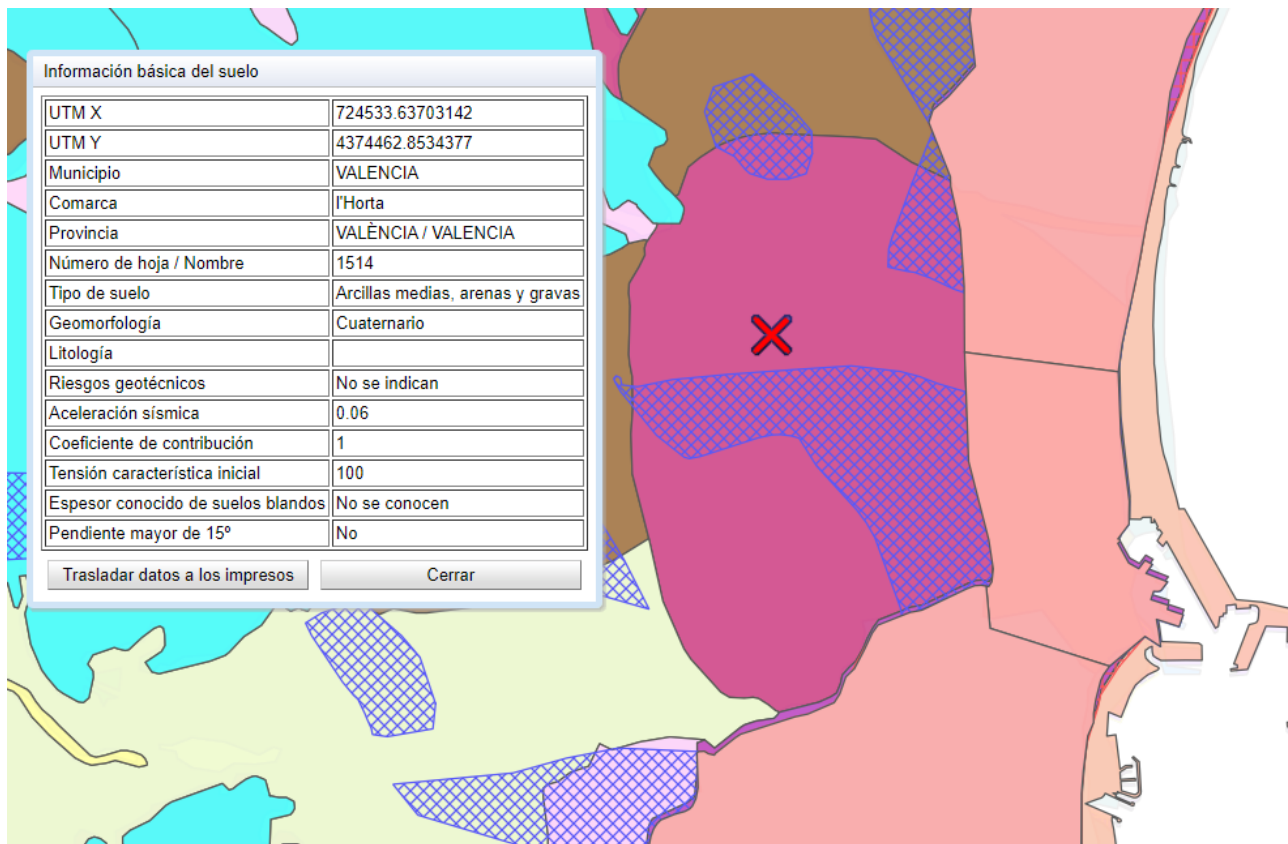 Información básica del suelo
UTM X 724533.63703142
UTM Y 4374462.8534377
Municipio VALENCIA
Comarca l'Horta
Provincia VALÈNCIA / VALENCIA
Número de hoja / Nombre 1514
Tipo de suelo Arcillas medias, arenas y gravas
Geomorfología Cuaternario
Litología
Riesgos geotécnicos No se indican
Aceleración sísmica 0.06
Coeficiente de contribución 1
Tensión característica inicial 100
Espesor conocido de suelos blandos No se conocen
Pendiente mayor de 15º No
Trasladar datos a los impresos Cerrar